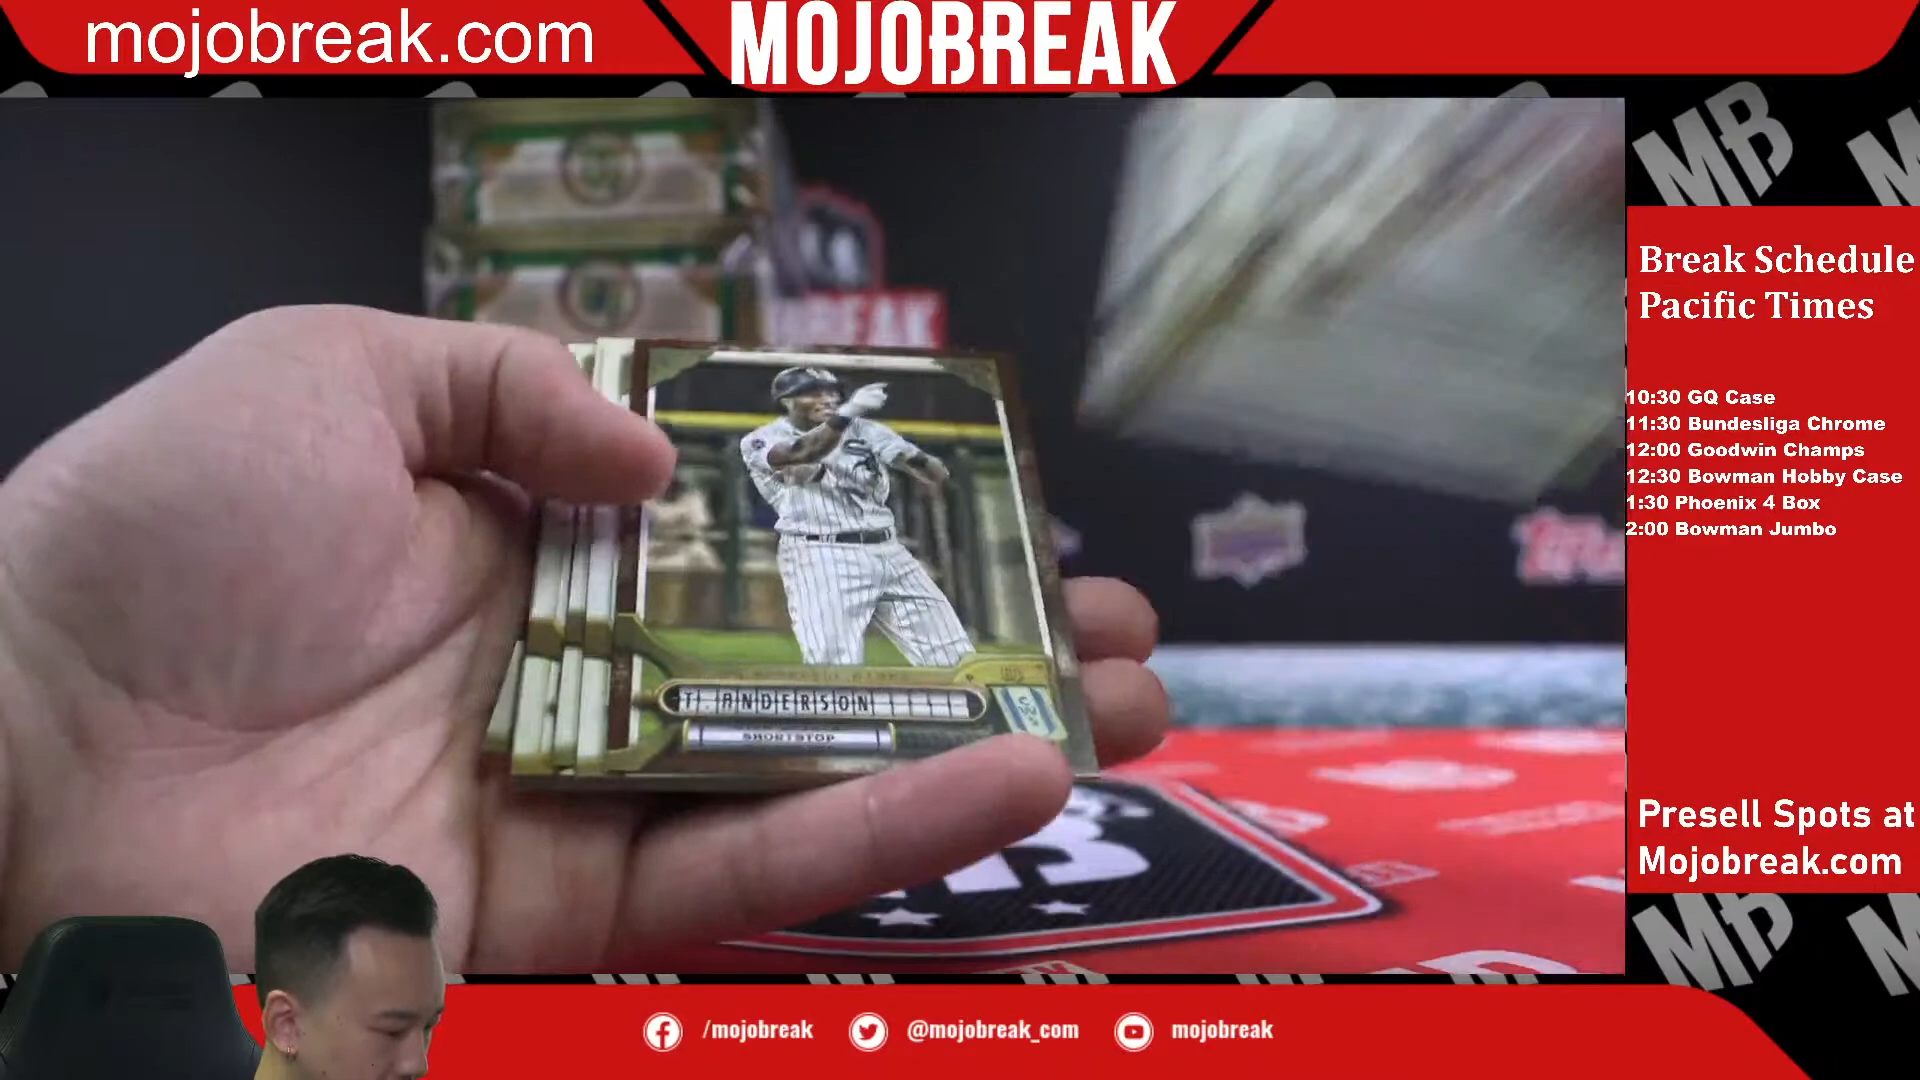 mojobreak.com
MOJOBREAK
Break Schedule
Pacific Times
10:30 GQ Case
11:30 Bundesliga Chrome
12:00 Goodwin Champs
12:30 Bowman Hobby Case
1:30 Phoenix 4 Box
2:00 Bowman Jumbo
T. ANDERSON
SHORTSTOP
Presell Spots at
Mojobreak.com
/mojobreak
@mojobreak_com
mojobreak
MB
MB